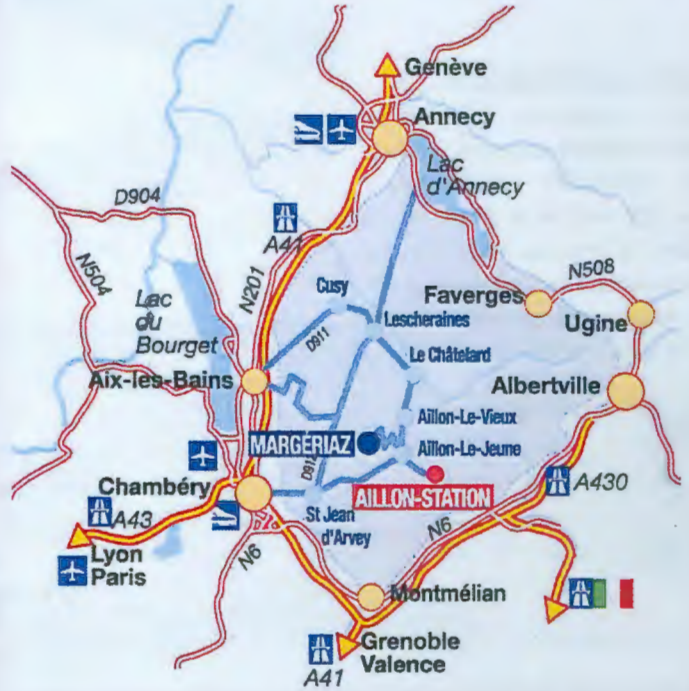 Genève
Annecy
Lac
d'Annecy
D904
A41
N504
N201
Cusy
Lac
du
Bourget
D911
Lescheraines
Faverges
N508
Ugine
Le Châtelard
Aix-les-Bains
Albertville
Aillon-Le-Vieux
MARGÉRIAZ
Aillon-Le-Jeune
D912
AILLON-STATION
A430
Chambéry
A43
St Jean
d'Arvey
N6
N6
Lyon
Paris
Montmélian
Grenoble
Valence
A41